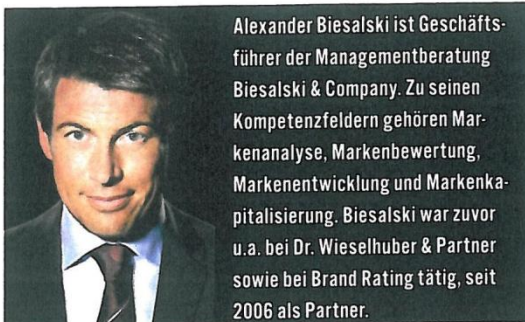 Alexander Biesalski ist Geschäfts-
führer der Managementberatung
Biesalski & Company. Zu seinen
Kompetenzfeldern gehören Mar-
kenanalyse, Markenbewertung,
Markenentwicklung und Markenka-
pitalisierung. Biesalski war zuvor
u.a. bei Dr. Wieselhuber & Partner
sowie bei Brand Rating tätig, seit
2006 als Partner.